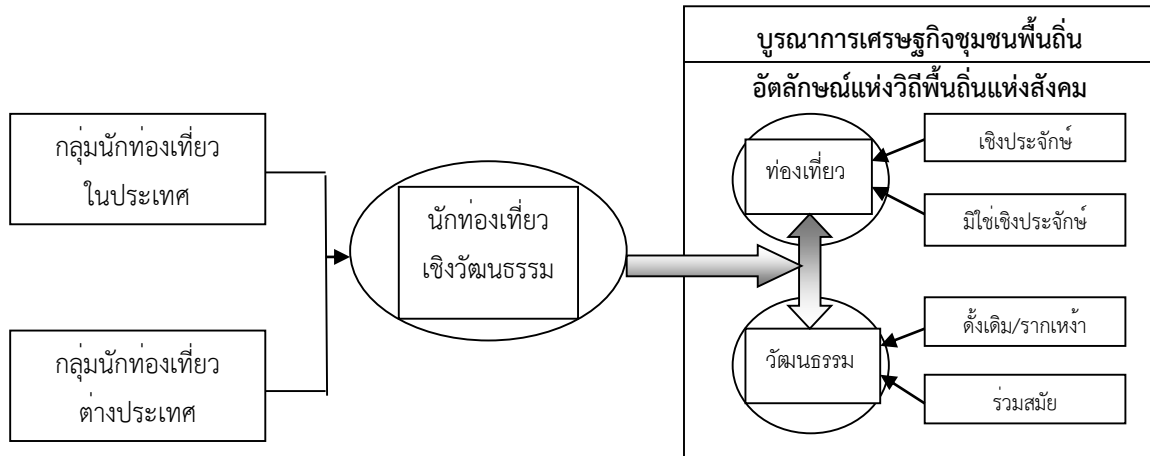 บูรณาการเศรษฐกิจชุมชนพื้นถิ่น
อัตลักษณ์แห่งวิถีพื้นถิ่นแห่งสังคม
กลุ่มนักท่องเที่ยว
ในประเทศ
กลุ่มนักท่องเที่ยว
ต่างประเทศ
นักท่องเที่ยว
เชิงวัฒนธรรม
ท่องเที่ยว
เชิงประจักษ์
มิใช่เชิงประจักษ์
วัฒนธรรม
ดั้งเดิม/รากเหง้า
ร่วมสมัย